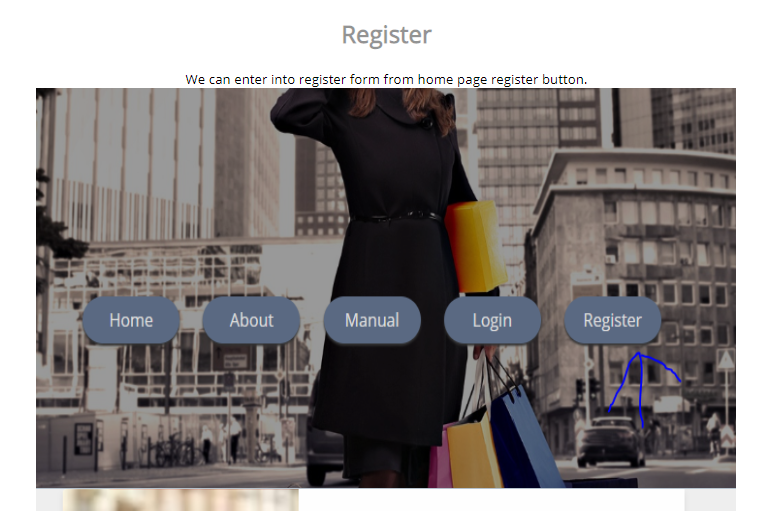 Register
We can enter into register form from home page register button.
Home About Manual Login Register